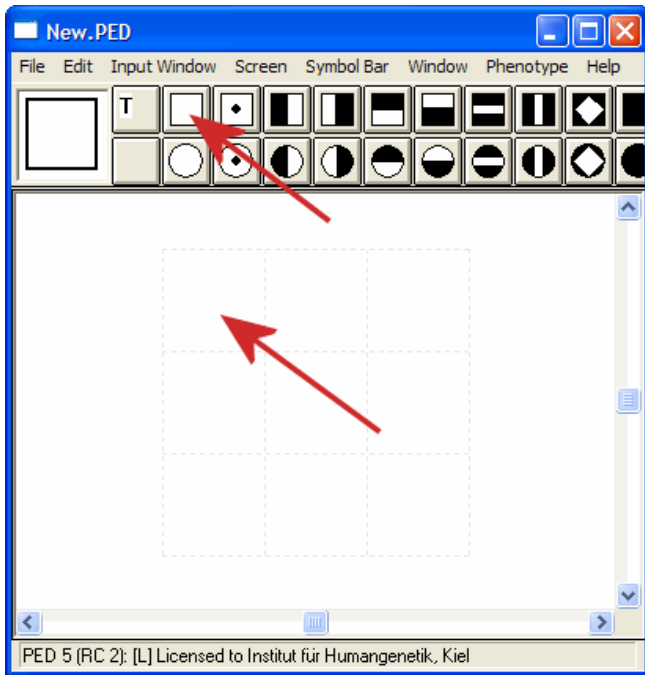 New.PED
File Edit Input Window Screen Symbol Bar Window Phenotype Help
T
PED 5 (RC 2): [L] Licensed to Institut für Humangenetik, Kiel